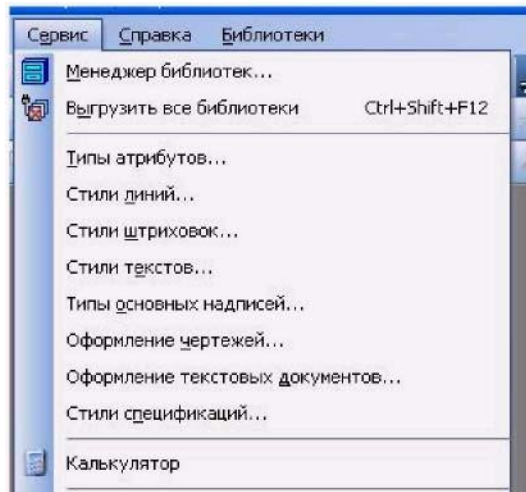 Сервис Справка Библиотеки
Менеджер библиотек...
Выгрузить все библиотеки Ctrl+Shift+F12
Типы атрибутов...
Стили линий...
Стили штриховок...
Стили текстов...
Типы основных надписей...
Оформление чертежей...
Оформление текстовых документов...
Стили спецификаций...
Калькулятор